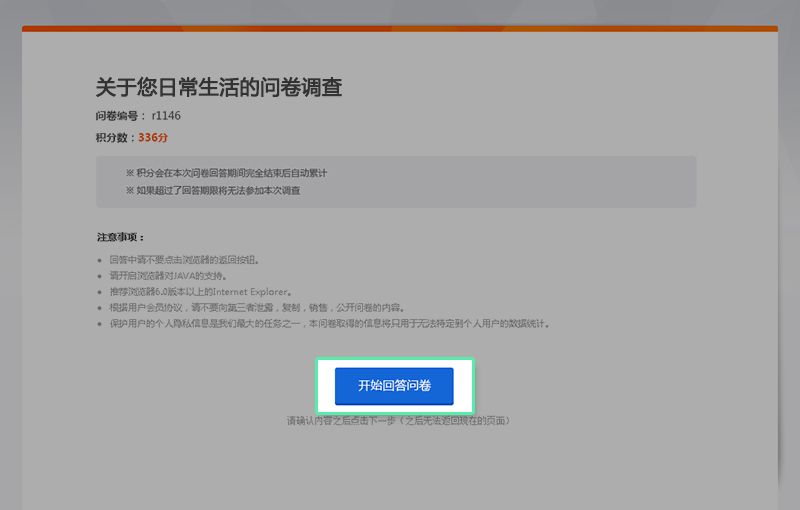 关于您日常生活的问卷调查
问卷编号： r1146
积分数：336分
※ 积分会在本次问卷回答期间完全结束后自动累计
※ 如果超过了回答期限将无法参加本次调查
注意事项：
回答中请不要点击浏览器的返回按钮。
请开启浏览器对JAVA的支持。
推荐浏览器6.0版本以上的Internet Explorer。
根据用户会员协议，请不要向第三者泄露，复制，销售，公开问卷的内容。
保护用户的个人隐私信息是我们最大的任务之一，本问卷取得的信息将只用于无法特定到个人用户的数据统计。
开始回答问卷
请确认内容之后点击下一步（之后无法返回现在的页面）